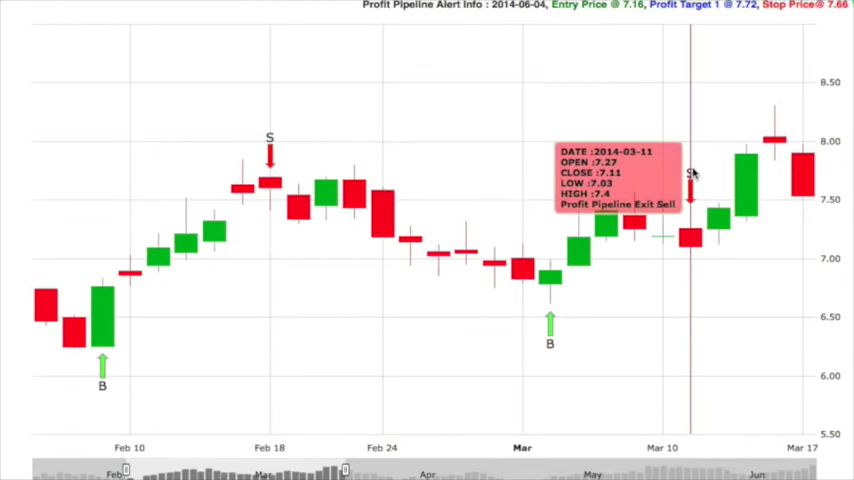 Profit Pipeline Alert Info : 2014-06-04, Entry Price @ 7.16, Profit Target 1 @ 7.72, Stop Price@ 7.66
8.50
S
8.00
DATE :2014-03-11
OPEN :7.27
CLOSE :7.11
LOW :7.03
HIGH :7.4
Profit Pipeline Exit Sell
S
7.50
7.00
6.50
B
6.00
B
5.50
Feb 10 Feb 18 Feb 24 Mar Mar 10 Mar 17
Feb Mar Apr May Jun